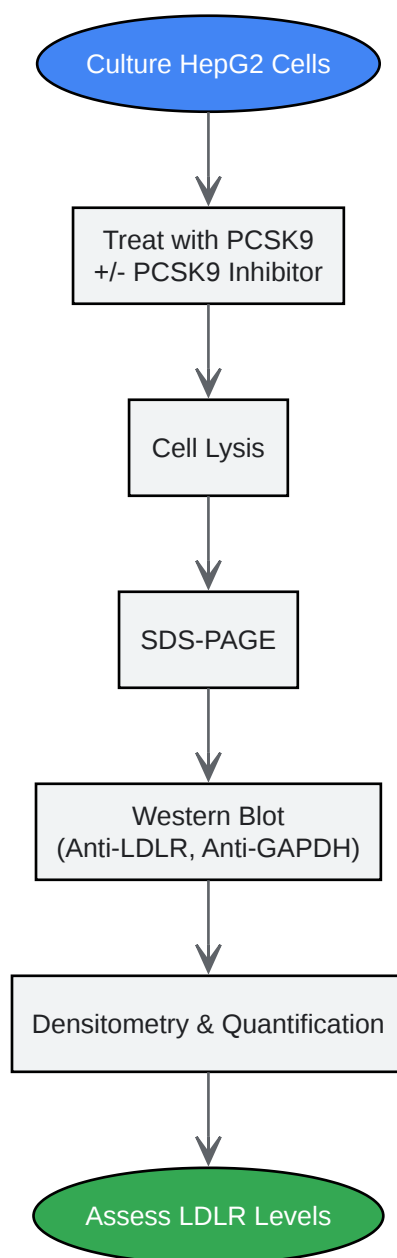 Culture HepG2 Cells
Treat with PCSK9
+/- PCSK9 Inhibitor
Cell Lysis
SDS-PAGE
Western Blot
(Anti-LDLR, Anti-GAPDH)
Densitometry & Quantification
Assess LDLR Levels